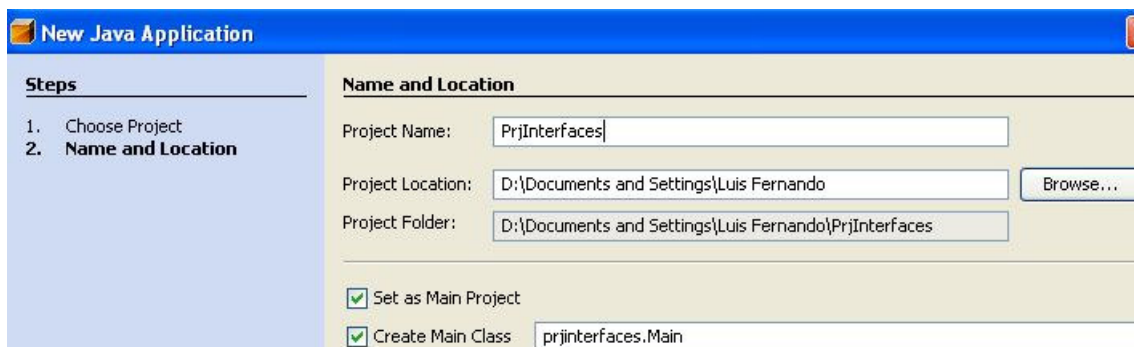 New Java Application
Steps
1. Choose Project
2. Name and Location
Name and Location
Project Name: PrjInterfaces
Project Location: D:\Documents and Settings\Luis Fernando Browse...
Project Folder: D:\Documents and Settings\Luis Fernando\PrjInterfaces
Set as Main Project
Create Main Class prjinterfaces.Main